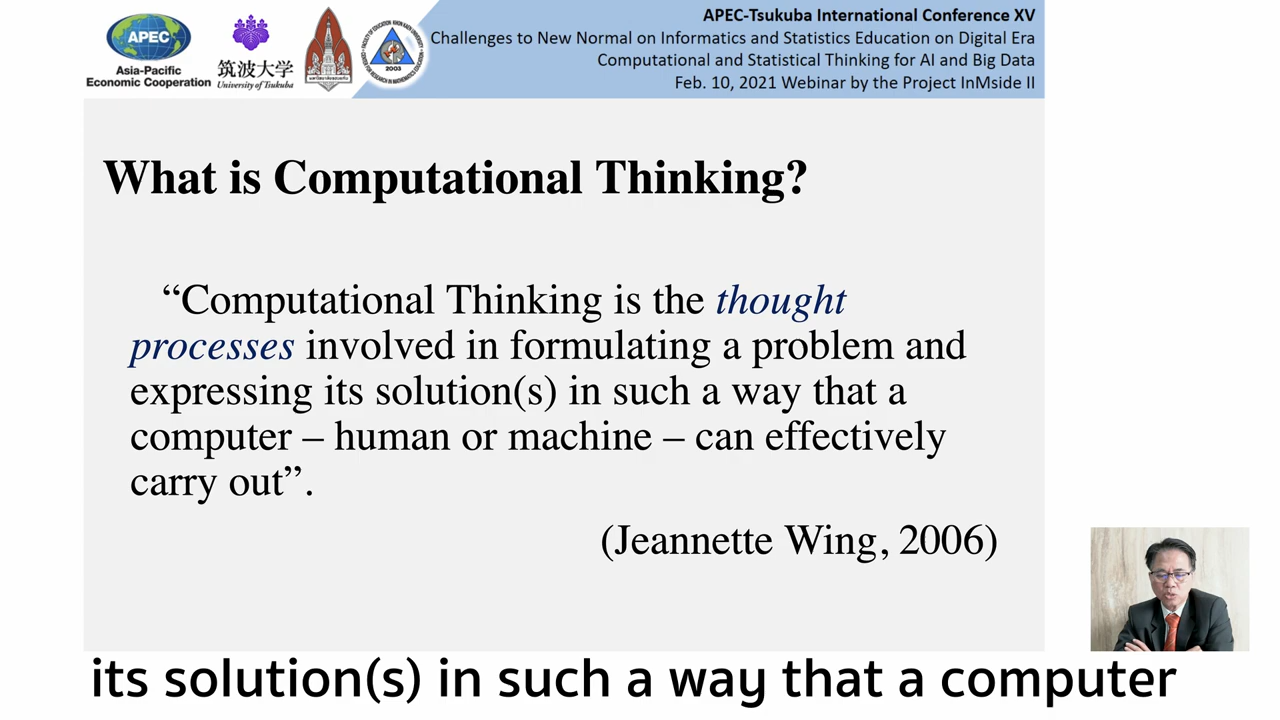 APEC
Asia-Pacific
Economic Cooperation
筑波大学
University of Tsukuba
2003
APEC-Tsukuba International Conference XV
Challenges to New Normal on Informatics and Statistics Education on Digital Era
Computational and Statistical Thinking for AI and Big Data
Feb. 10, 2021 Webinar by the Project InMside II
What is Computational Thinking?
“Computational Thinking is the thought
processes involved in formulating a problem and
expressing its solution(s) in such a way that a
computer – human or machine – can effectively
carry out”.
(Jeannette Wing, 2006)
its solution(s) in such a way that a computer